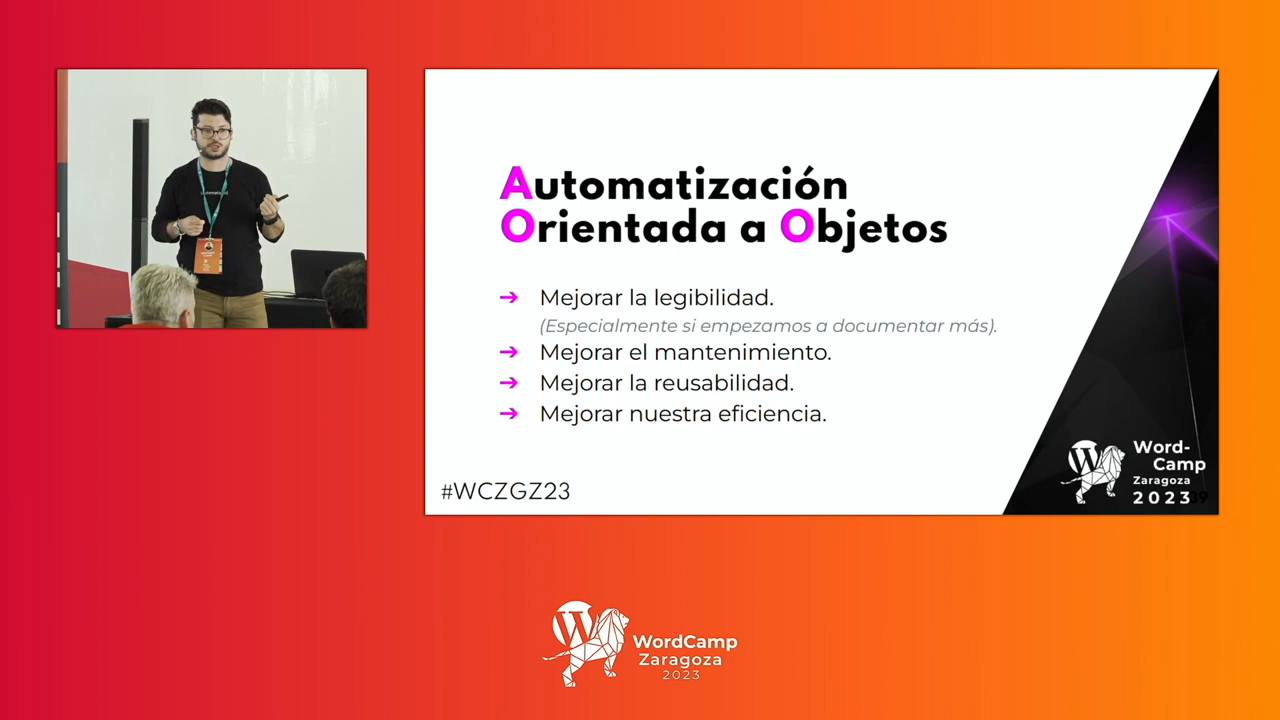 Automatización
Orientada a Objetos
➔ Mejorar la legibilidad.
(Especialmente si empezamos a documentar más).
➔ Mejorar el mantenimiento.
➔ Mejorar la reusabilidad.
➔ Mejorar nuestra eficiencia.
#WCZGZ23
Word-
Camp
Zaragoza
2023
39
WordCamp
Zaragoza
2023